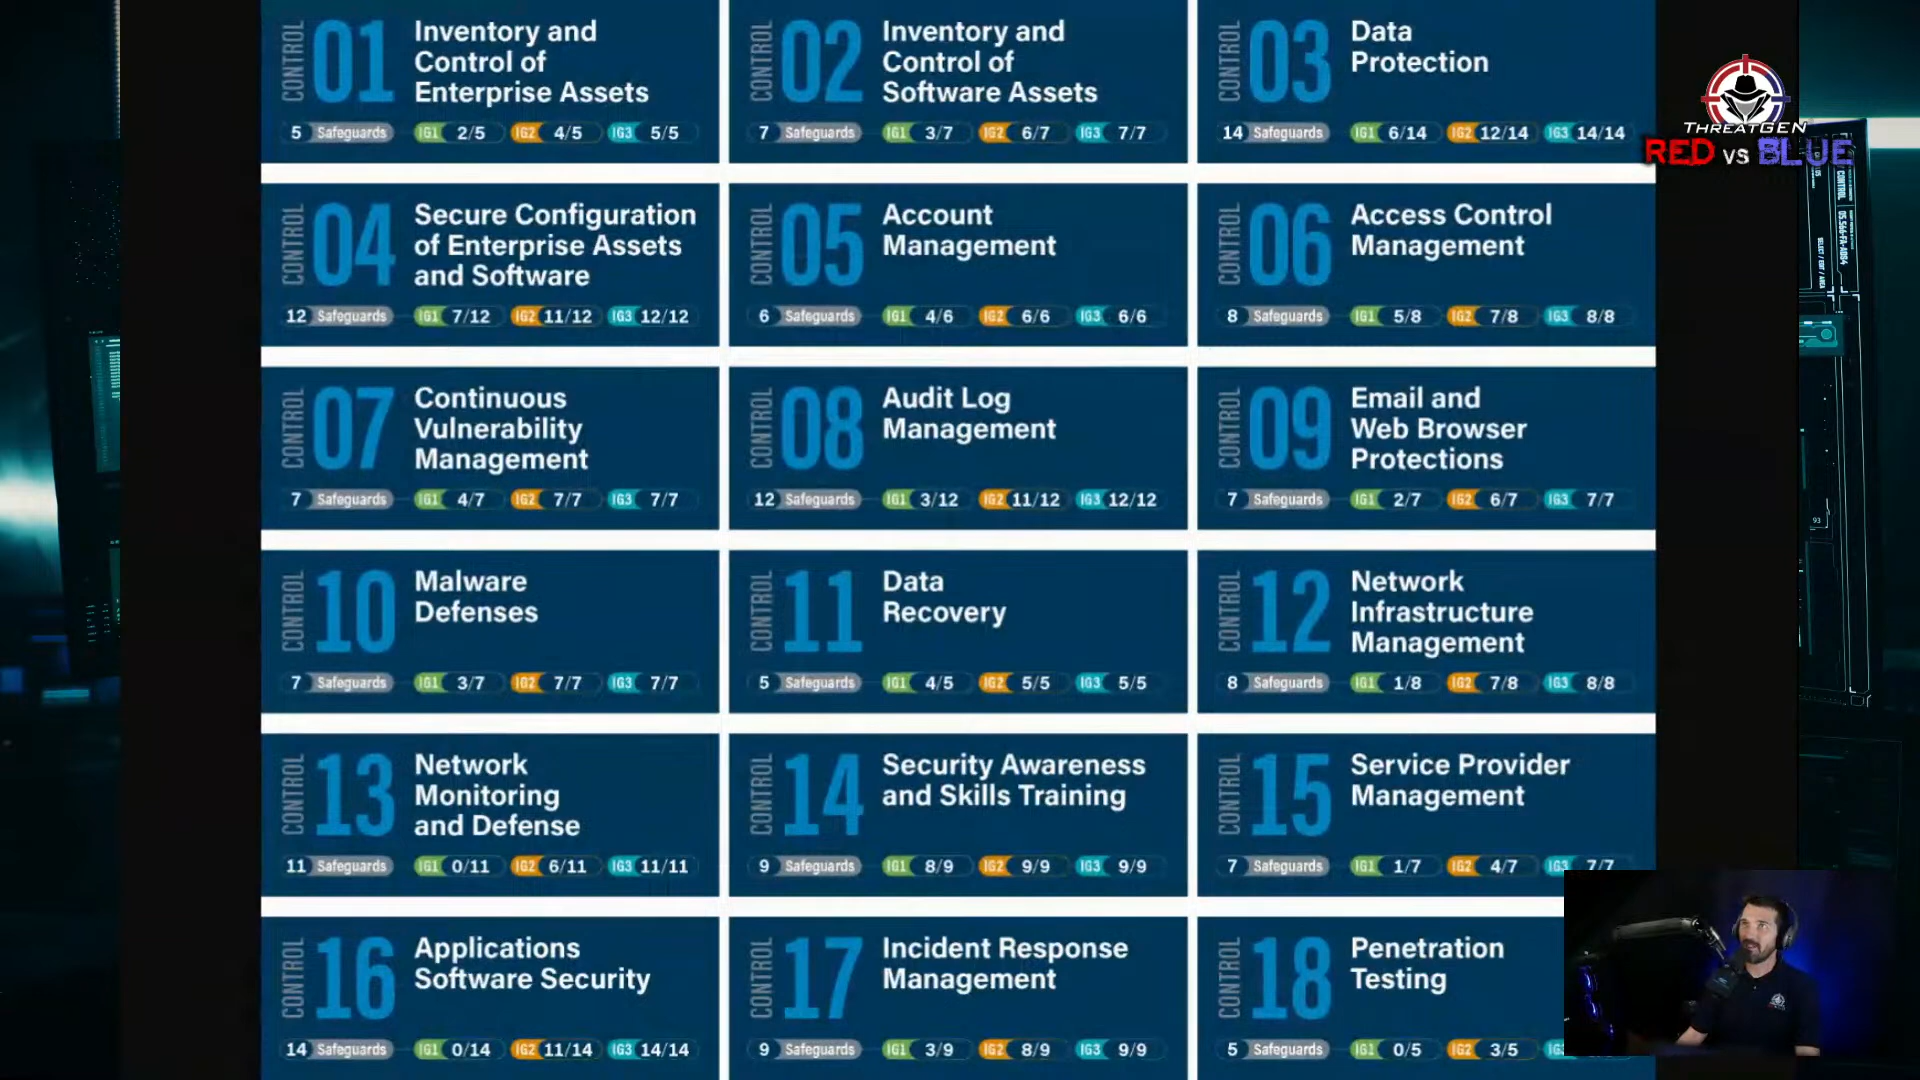 CONTROL
01
Inventory and
Control of
Enterprise Assets
5 Safeguards IG1 2/5 IG2 4/5 IG3 5/5
CONTROL
02
Inventory and
Control of
Software Assets
7 Safeguards IG1 3/7 IG2 6/7 IG3 7/7
CONTROL
03
Data
Protection
14 Safeguards IG1 6/14 IG2 12/14 IG3 14/14
THREATGEN
RED vs BLUE
CONTROL
04
Secure Configuration
of Enterprise Assets
and Software
12 Safeguards IG1 7/12 IG2 11/12 IG3 12/12
CONTROL
05
Account
Management
6 Safeguards IG1 4/6 IG2 6/6 IG3 6/6
CONTROL
06
Access Control
Management
8 Safeguards IG1 5/8 IG2 7/8 IG3 8/8
CONTROL
07
Continuous
Vulnerability
Management
7 Safeguards IG1 4/7 IG2 7/7 IG3 7/7
CONTROL
08
Audit Log
Management
12 Safeguards IG1 3/12 IG2 11/12 IG3 12/12
CONTROL
09
Email and
Web Browser
Protections
7 Safeguards IG1 2/7 IG2 6/7 IG3 7/7
CONTROL
10
Malware
Defenses
7 Safeguards IG1 3/7 IG2 7/7 IG3 7/7
CONTROL
11
Data
Recovery
5 Safeguards IG1 4/5 IG2 5/5 IG3 5/5
CONTROL
12
Network
Infrastructure
Management
8 Safeguards IG1 1/8 IG2 7/8 IG3 8/8
CONTROL
13
Network
Monitoring
and Defense
11 Safeguards IG1 0/11 IG2 6/11 IG3 11/11
CONTROL
14
Security Awareness
and Skills Training
9 Safeguards IG1 8/9 IG2 9/9 IG3 9/9
CONTROL
15
Service Provider
Management
7 Safeguards IG1 1/7 IG2 4/7 IG3 7/7
CONTROL
16
Applications
Software Security
14 Safeguards IG1 0/14 IG2 11/14 IG3 14/14
CONTROL
17
Incident Response
Management
9 Safeguards IG1 3/9 IG2 8/9 IG3 9/9
CONTROL
18
Penetration
Testing
5 Safeguards IG1 0/5 IG2 3/5
CONTROL
93